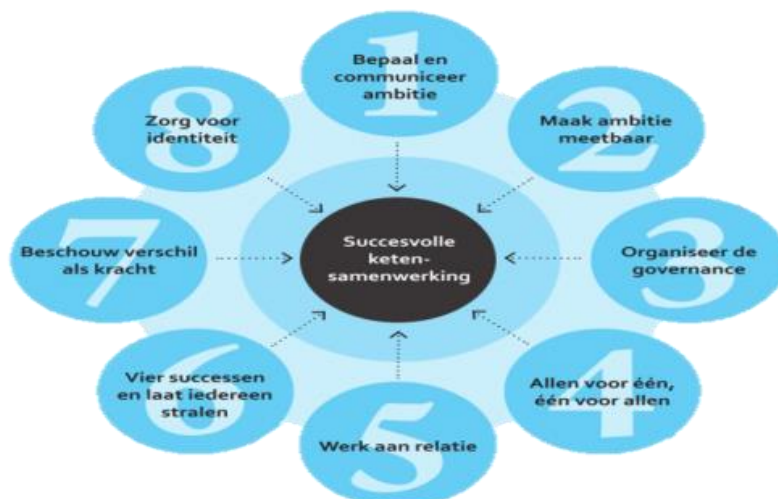 1
Bepaal en
communiceer
ambitie
2
Maak ambitie
meetbaar
3
Organiseer de
governance
4
Allen voor één,
één voor allen
5
Werk aan relatie
6
Vier successen
en laat iedereen
stralen
7
Beschouw verschil
als kracht
8
Zorg voor
identiteit
Succesvolle
keten-
samenwerking